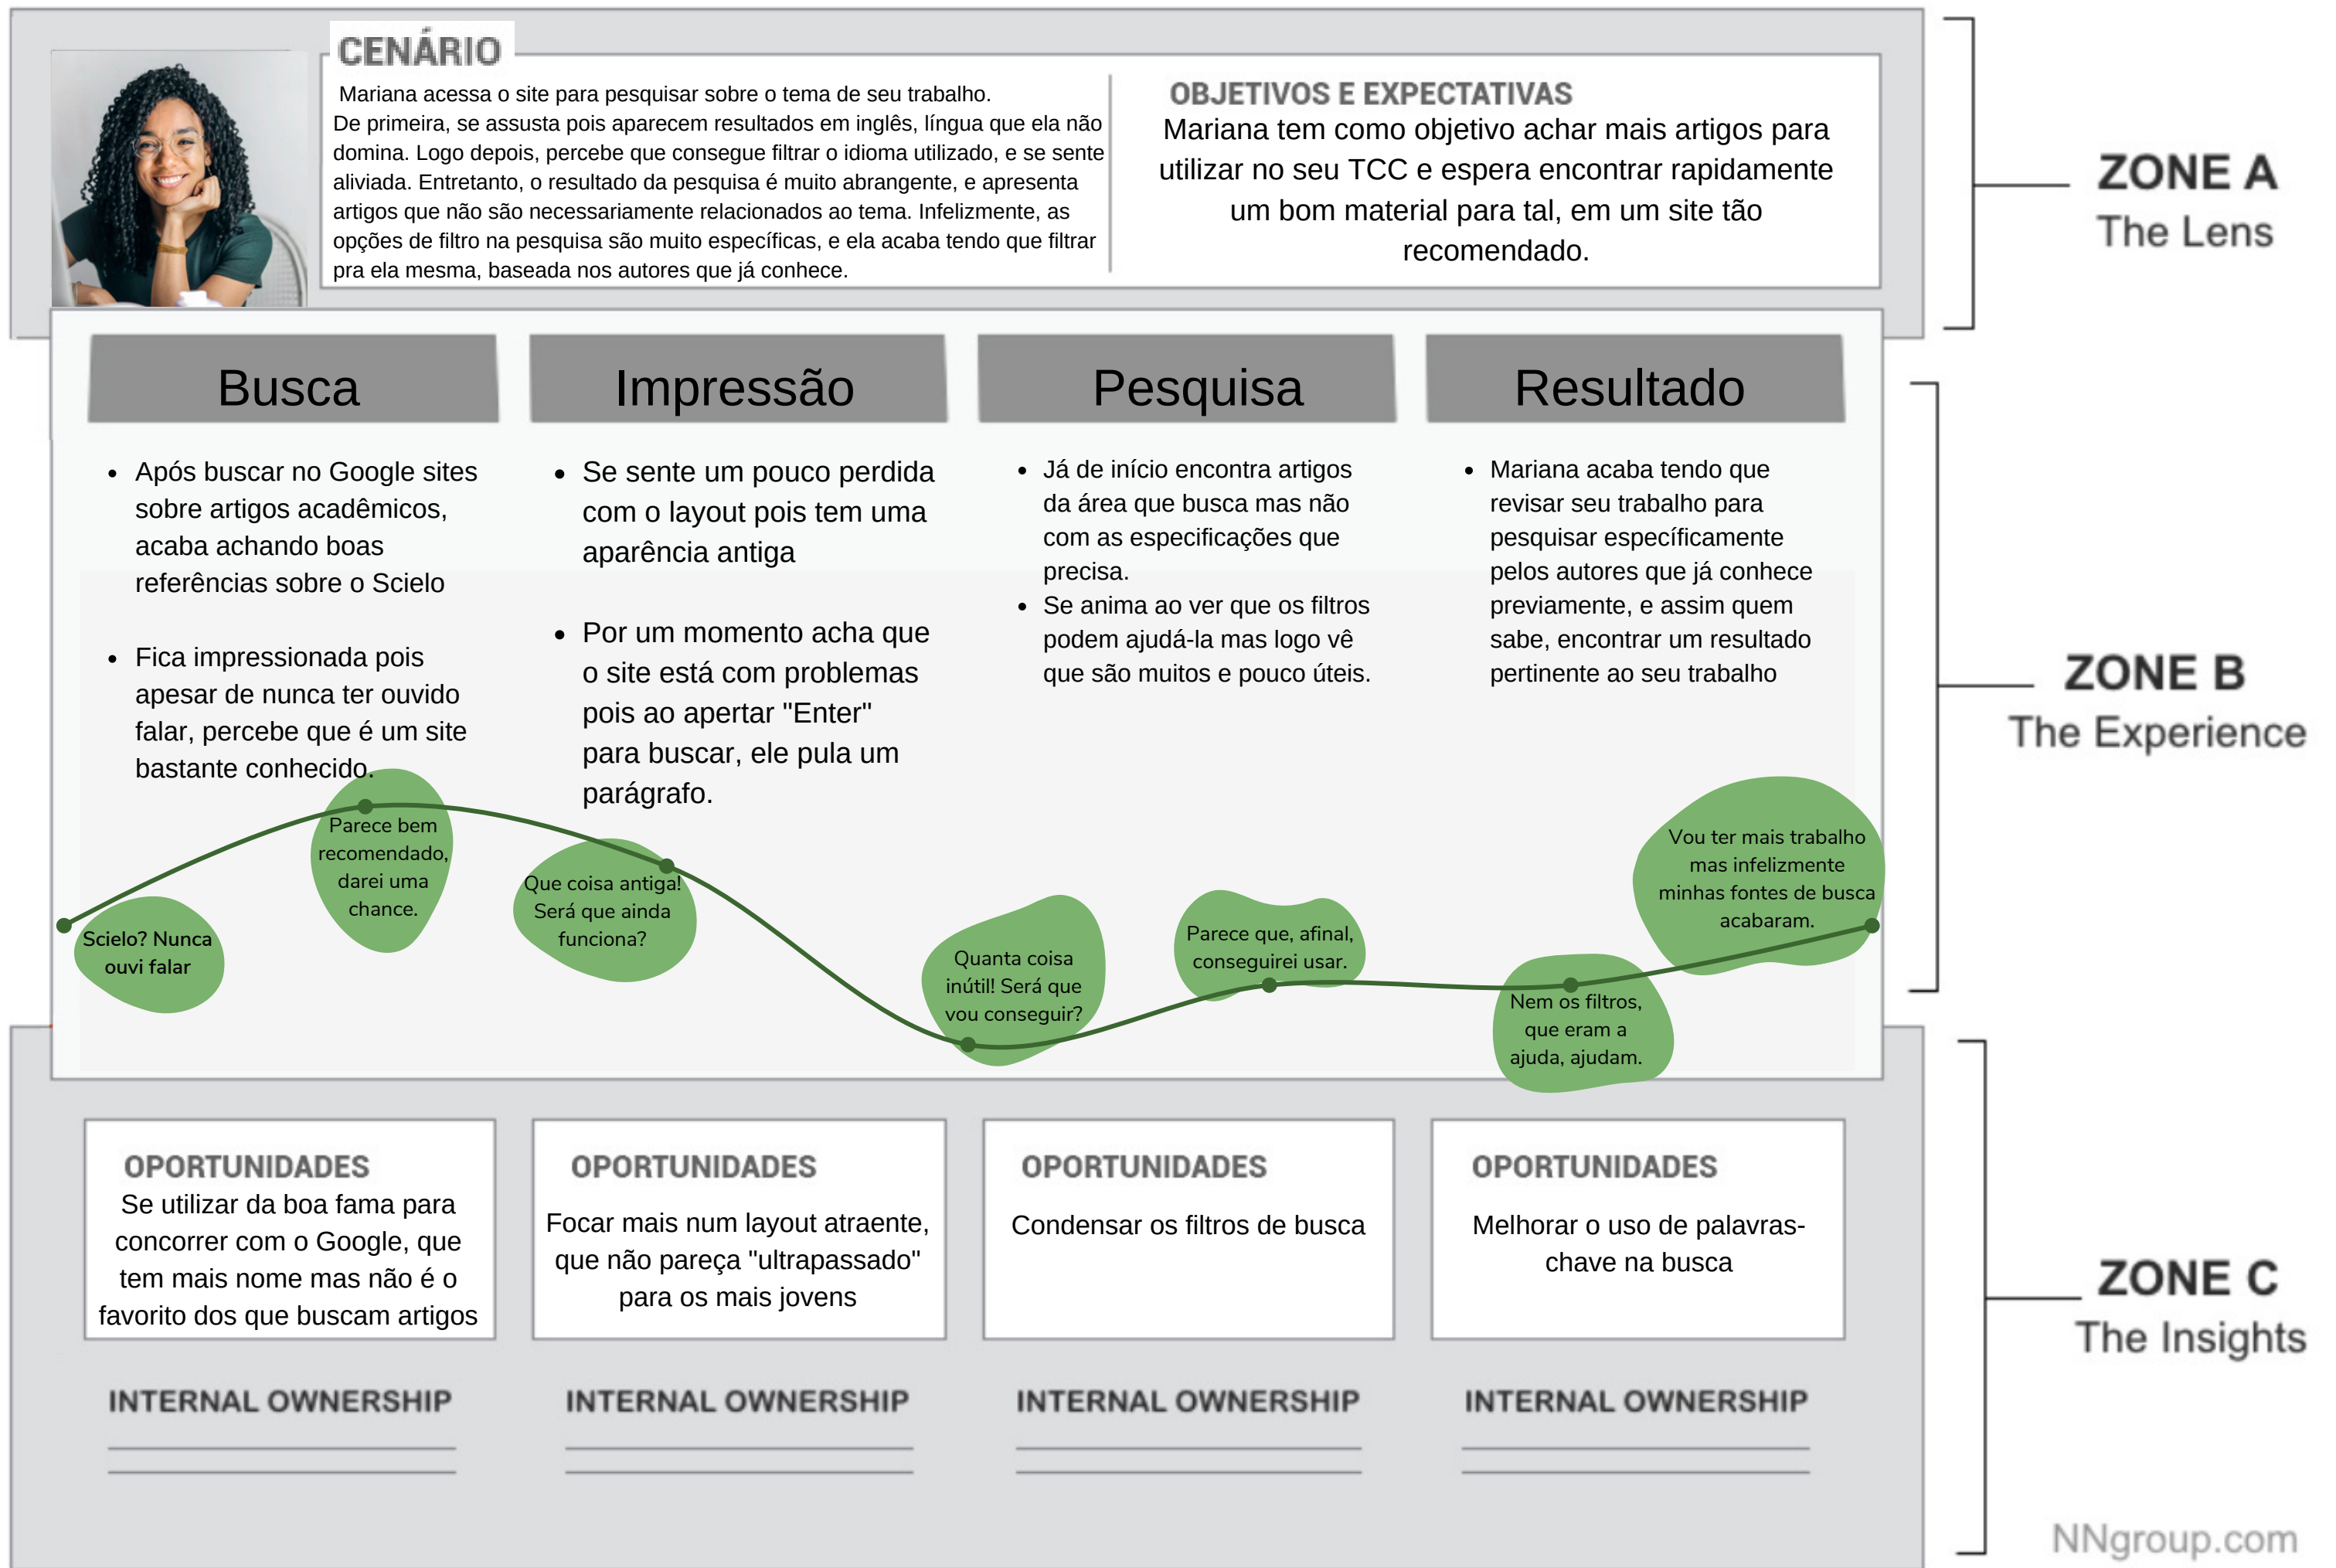 CENÁRIO
Mariana acessa o site para pesquisar sobre o tema de seu trabalho.
De primeira, se assusta pois aparecem resultados em inglês, língua que ela não
domina. Logo depois, percebe que consegue filtrar o idioma utilizado, e se sente
aliviada. Entretanto, o resultado da pesquisa é muito abrangente, e apresenta
artigos que não são necessariamente relacionados ao tema. Infelizmente, as
opções de filtro na pesquisa são muito específicas, e ela acaba tendo que filtrar
pra ela mesma, baseada nos autores que já conhece.
OBJETIVOS E EXPECTATIVAS
Mariana tem como objetivo achar mais artigos para
utilizar no seu TCC e espera encontrar rapidamente
um bom material para tal, em um site tão
recomendado.
ZONE A
The Lens
Busca
Após buscar no Google sites
sobre artigos acadêmicos,
acaba achando boas
referências sobre o Scielo
Fica impressionada pois
apesar de nunca ter ouvido
falar, percebe que é um site
bastante conhecido.
Impressão
Se sente um pouco perdida
com o layout pois tem uma
aparência antiga
Por um momento acha que
o site está com problemas
pois ao apertar "Enter"
para buscar, ele pula um
parágrafo.
Pesquisa
Já de início encontra artigos
da área que busca mas não
com as especificações que
precisa.
Se anima ao ver que os filtros
podem ajudá-la mas logo vê
que são muitos e pouco úteis.
Resultado
Mariana acaba tendo que
revisar seu trabalho para
pesquisar específicamente
pelos autores que já conhece
previamente, e assim quem
sabe, encontrar um resultado
pertinente ao seu trabalho
Scielo? Nunca
ouvi falar
Parece bem
recomendado,
darei uma
chance.
Que coisa antiga!
Será que ainda
funciona?
Quanta coisa
inútil! Será que
vou conseguir?
Parece que, afinal,
conseguirei usar.
Nem os filtros,
que eram a
ajuda, ajudam.
Vou ter mais trabalho
mas infelizmente
minhas fontes de busca
acabaram.
ZONE B
The Experience
OPORTUNIDADES
Se utilizar da boa fama para
concorrer com o Google, que
tem mais nome mas não é o
favorito dos que buscam artigos
OPORTUNIDADES
Focar mais num layout atraente,
que não pareça "ultrapassado"
para os mais jovens
OPORTUNIDADES
Condensar os filtros de busca
OPORTUNIDADES
Melhorar o uso de palavras-
chave na busca
INTERNAL OWNERSHIP
INTERNAL OWNERSHIP
INTERNAL OWNERSHIP
INTERNAL OWNERSHIP
ZONE C
The Insights
NNgroup.com